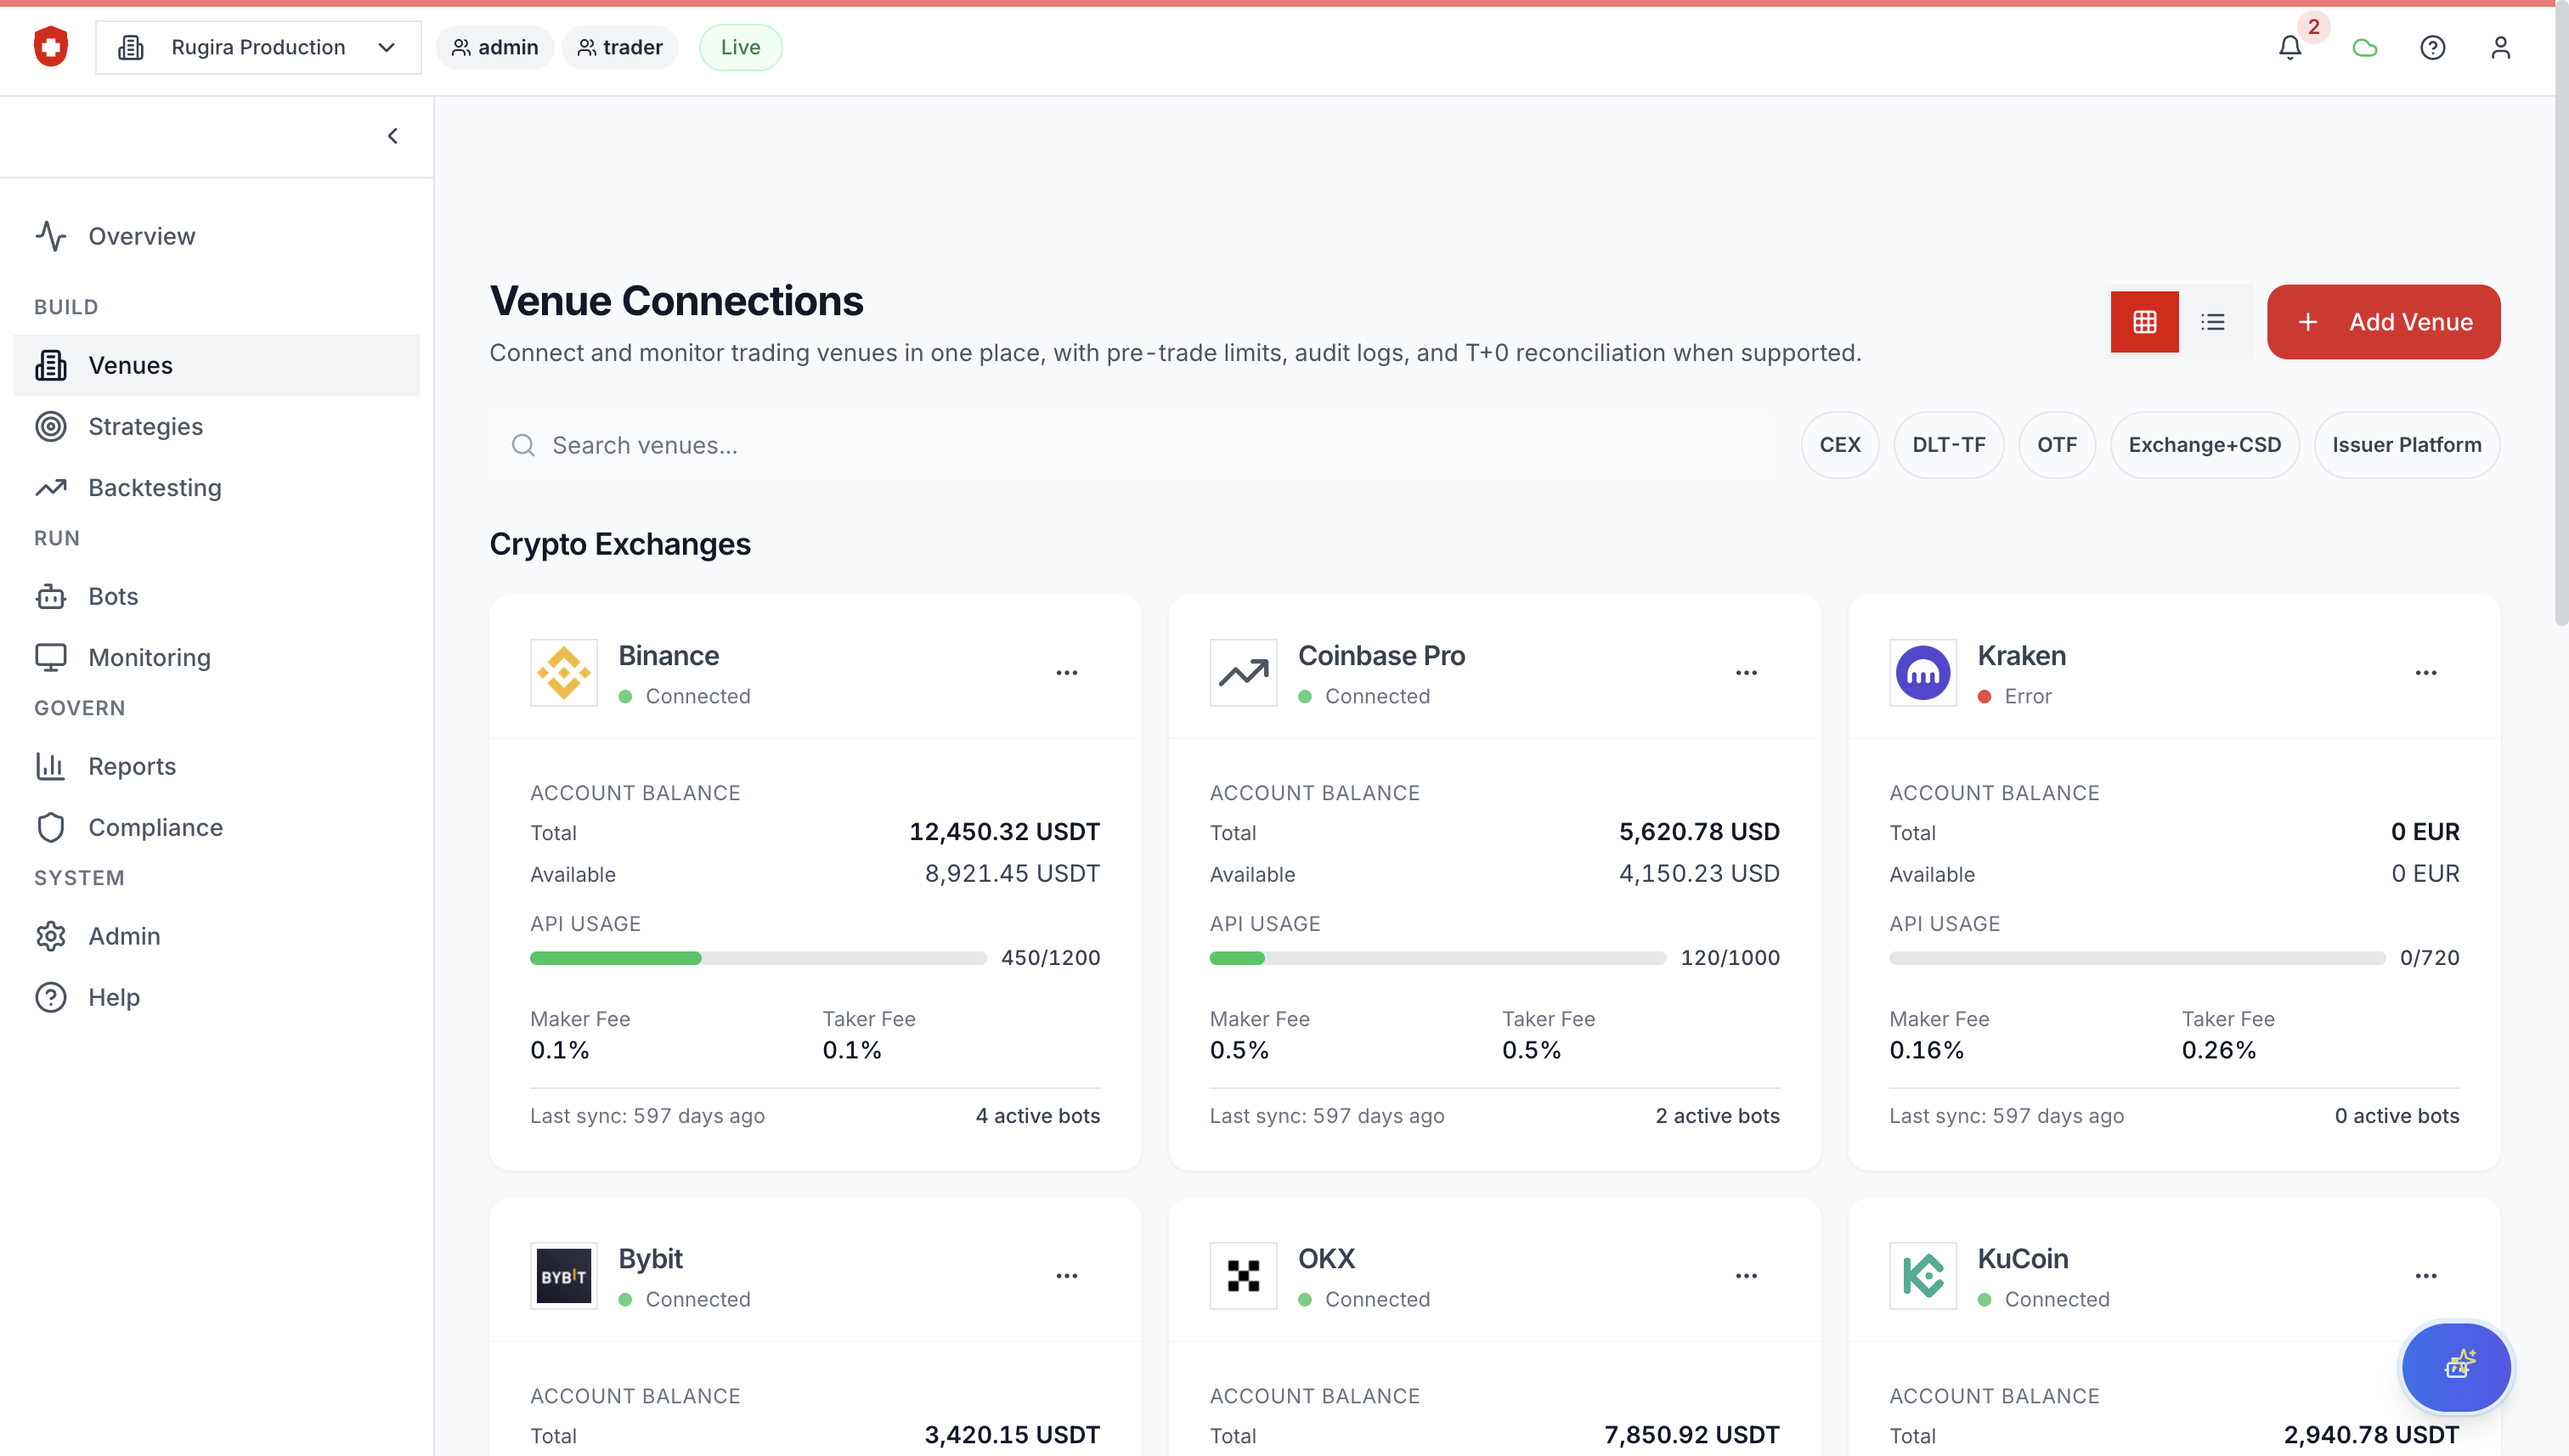 Rugira Production
admin
trader
Live
2
Overview
BUILD
Venues
Strategies
Backtesting
RUN
Bots
Monitoring
GOVERN
Reports
Compliance
SYSTEM
Admin
Help
Venue Connections
Connect and monitor trading venues in one place, with pre-trade limits, audit logs, and T+0 reconciliation when supported.
Add Venue
Search venues...
CEX
DLT-TF
OTF
Exchange+CSD
Issuer Platform
Crypto Exchanges
Binance
Connected
ACCOUNT BALANCE
Total 12,450.32 USDT
Available 8,921.45 USDT
API USAGE
450/1200
Maker Fee Taker Fee
0.1% 0.1%
Last sync: 597 days ago 4 active bots
Coinbase Pro
Connected
ACCOUNT BALANCE
Total 5,620.78 USD
Available 4,150.23 USD
API USAGE
120/1000
Maker Fee Taker Fee
0.5% 0.5%
Last sync: 597 days ago 2 active bots
Kraken
Error
ACCOUNT BALANCE
Total 0 EUR
Available 0 EUR
API USAGE
0/720
Maker Fee Taker Fee
0.16% 0.26%
Last sync: 597 days ago 0 active bots
BYBIT
Bybit
Connected
ACCOUNT BALANCE
Total 3,420.15 USDT
OKX
Connected
ACCOUNT BALANCE
Total 7,850.92 USDT
KuCoin
Connected
ACCOUNT BALANCE
Total 2,940.78 USDT